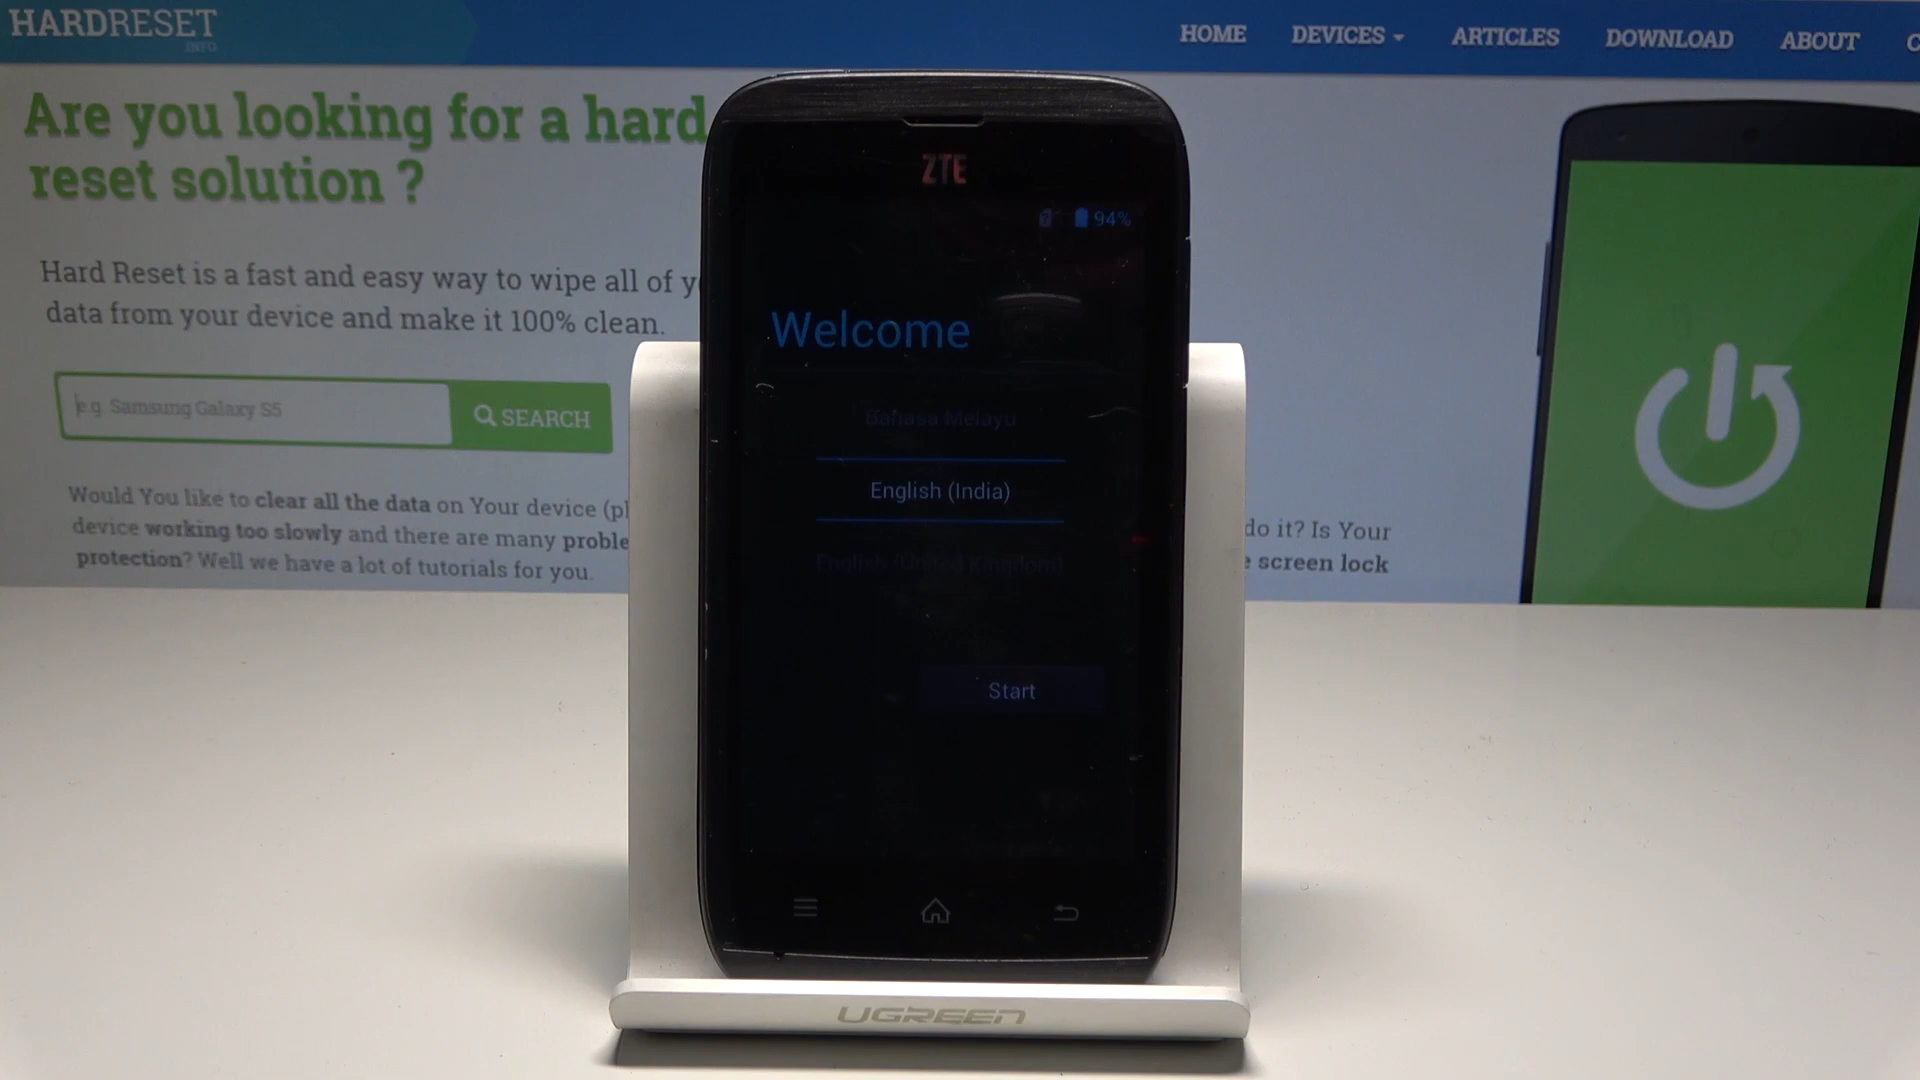 HARDRESET
.INFO
HOME
DEVICES
ARTICLES
DOWNLOAD
ABOUT
C
Are you looking for a hard
reset solution ?
Hard Reset is a fast and easy way to wipe all of y
data from your device and make it 100% clean.
e.g. Samsung Galaxy S5
SEARCH
Would You like to clear all the data on Your device (pl
device working too slowly and there are many proble
protection? Well we have a lot of tutorials for you.
do it? Is Your
e screen lock
ZTE
94%
Welcome
Bahasa Melayu
English (India)
English (United Kingdom)
Start
UGREEN